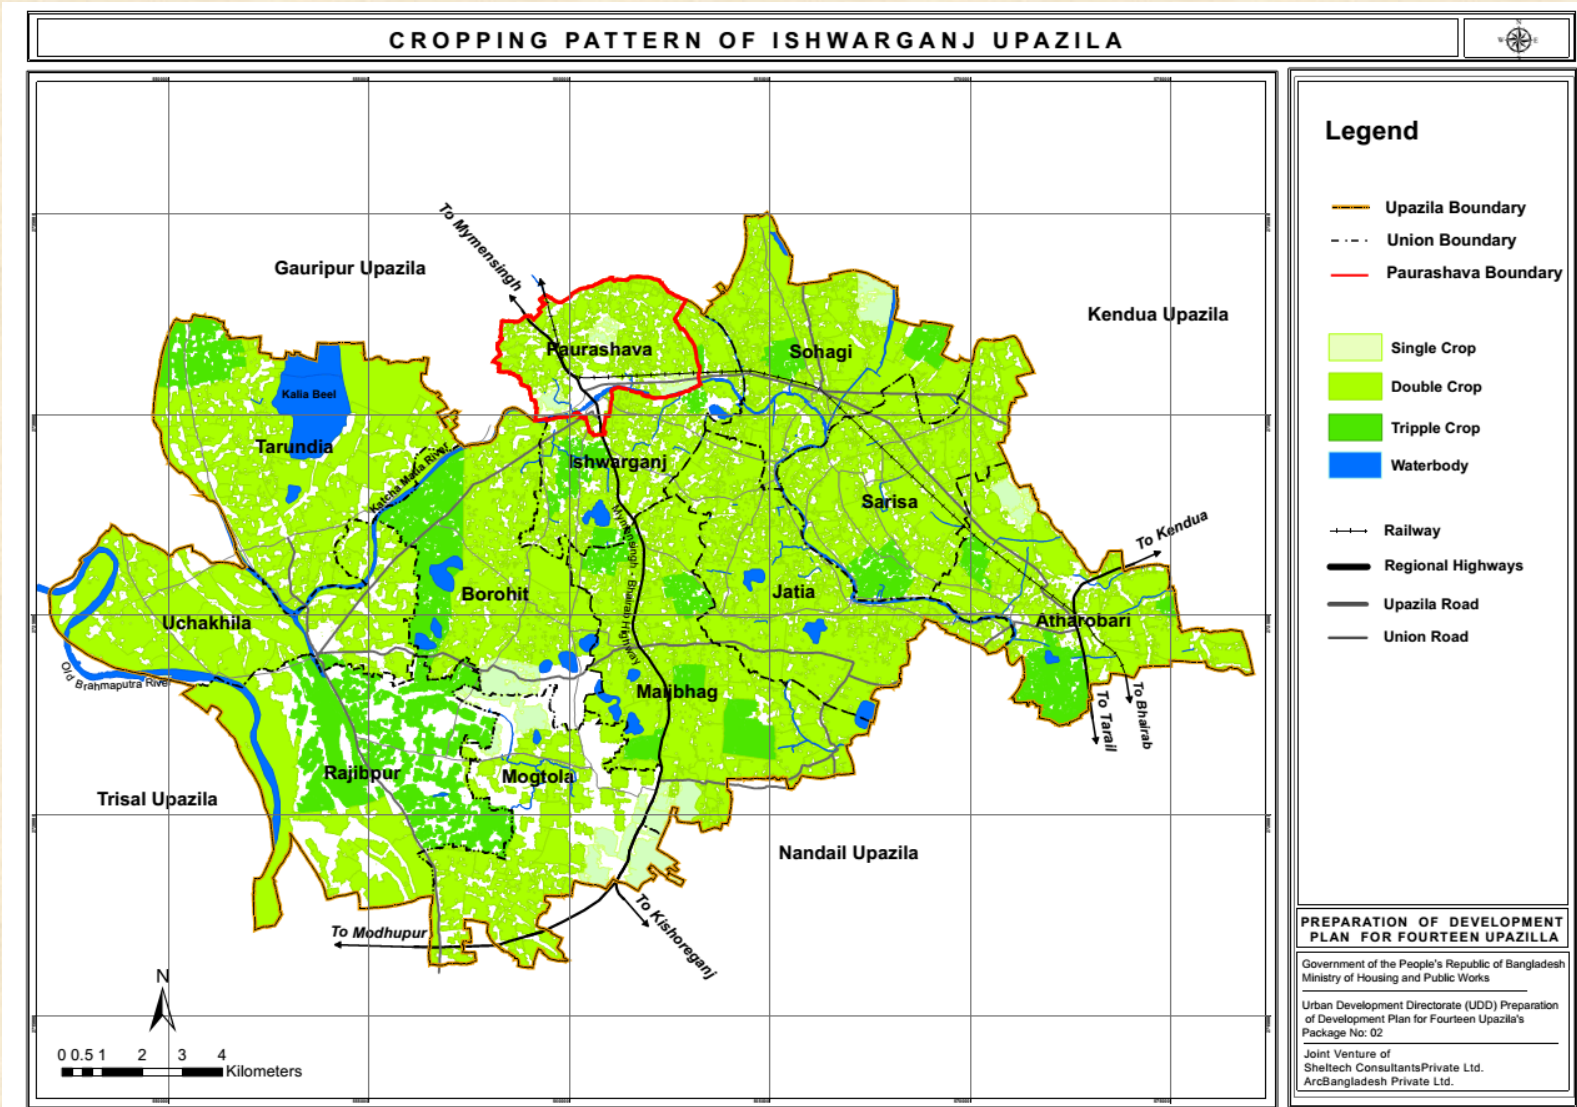 CROPPING PATTERN OF ISHWARGANJ UPAZILA
N
W E
S
To Mymensingh
Gauripur Upazila
Kendua Upazila
Paurashava
Sohagi
Kalia Beel
Tarundia
Katcha Matia River
Ishwarganj
Sarisa
Mymensingh - Bhairab Highway
To Kendua
Borohit
Jatia
Uchakhila
Atharobari
Old Brahmaputra River
Maijbhag
To Tarail
To Bhairab
Rajibpur
Mogtola
Trisal Upazila
Nandail Upazila
To Modhupur
To Kishoreganj
N
0 0.5 1 2 3 4
Kilometers
Legend
Upazila Boundary
Union Boundary
Paurashava Boundary
Single Crop
Double Crop
Tripple Crop
Waterbody
Railway
Regional Highways
Upazila Road
Union Road
PREPARATION OF DEVELOPMENT
PLAN FOR FOURTEEN UPAZILLA
Government of the People's Republic of Bangladesh
Ministry of Housing and Public Works
Urban Development Directorate (UDD) Preparation
of Development Plan for Fourteen Upazila's
Package No: 02
Joint Venture of
Sheltech ConsultantsPrivate Ltd.
ArcBangladesh Private Ltd.